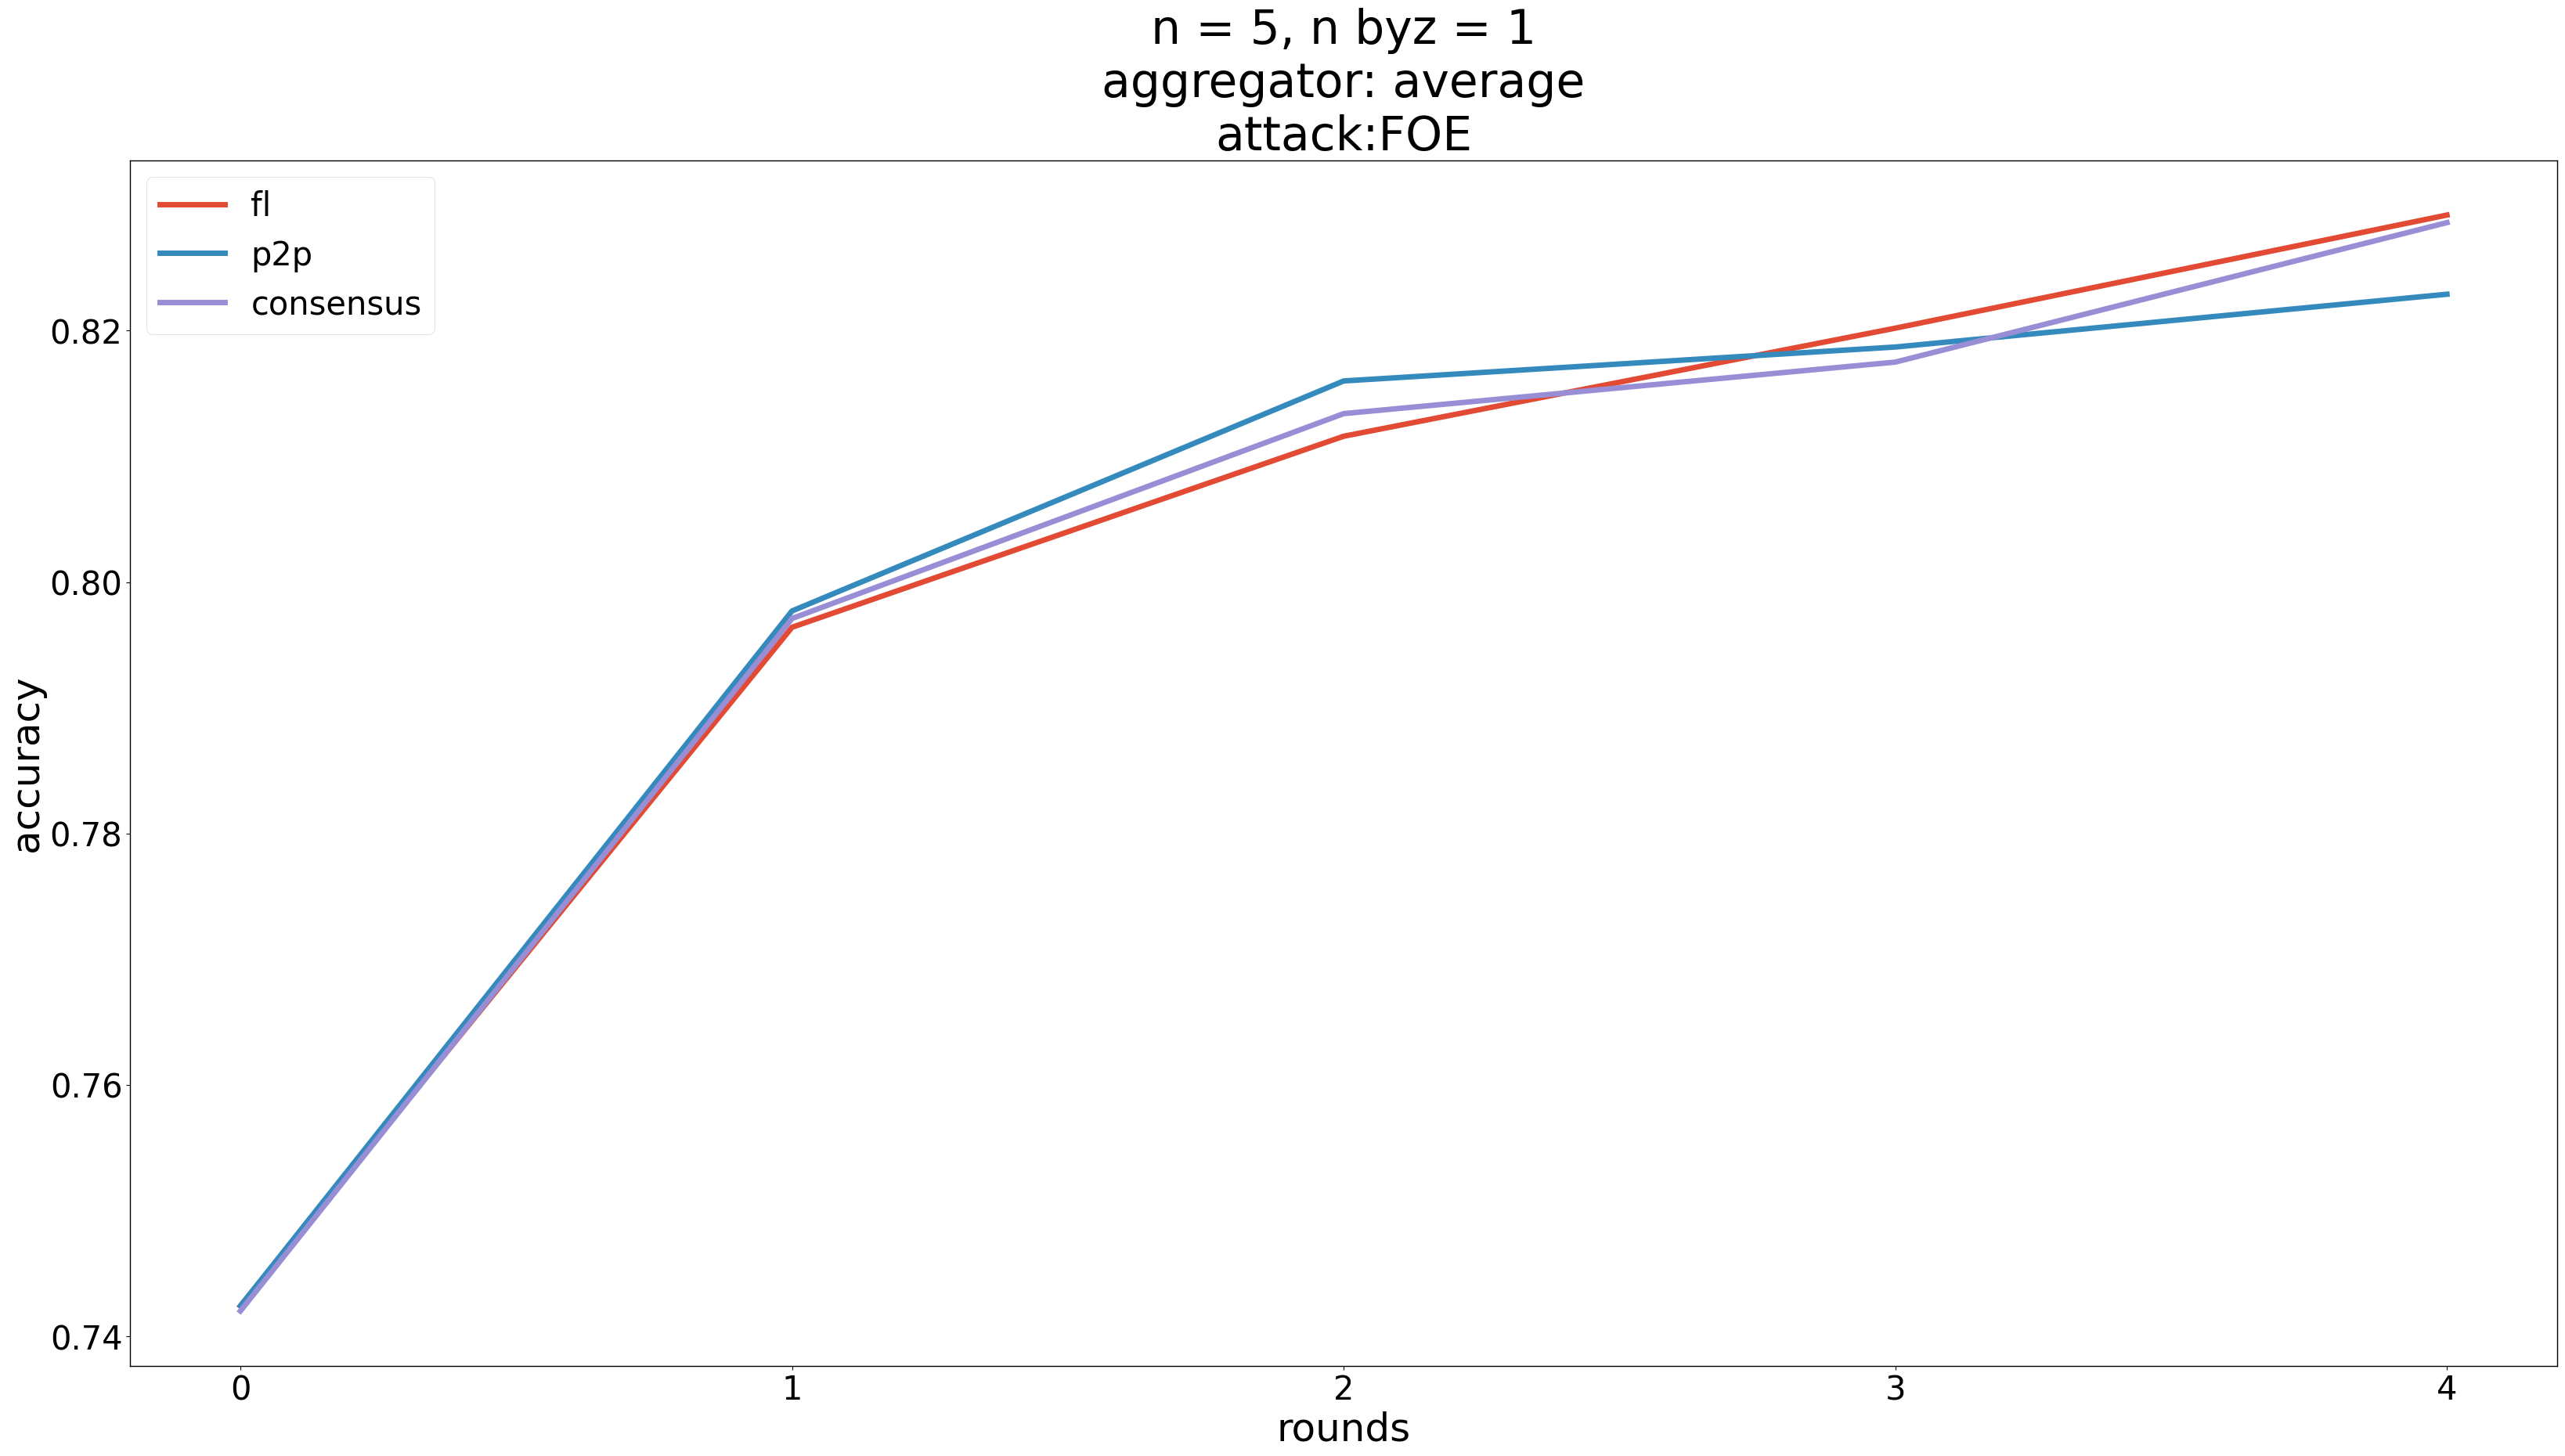 n = 5, n byz = 1
aggregator: average
attack:FOE
fl
p2p
consensus
0.82
0.80
0.78
0.76
0.74
accuracy
0 1 2 3 4
rounds